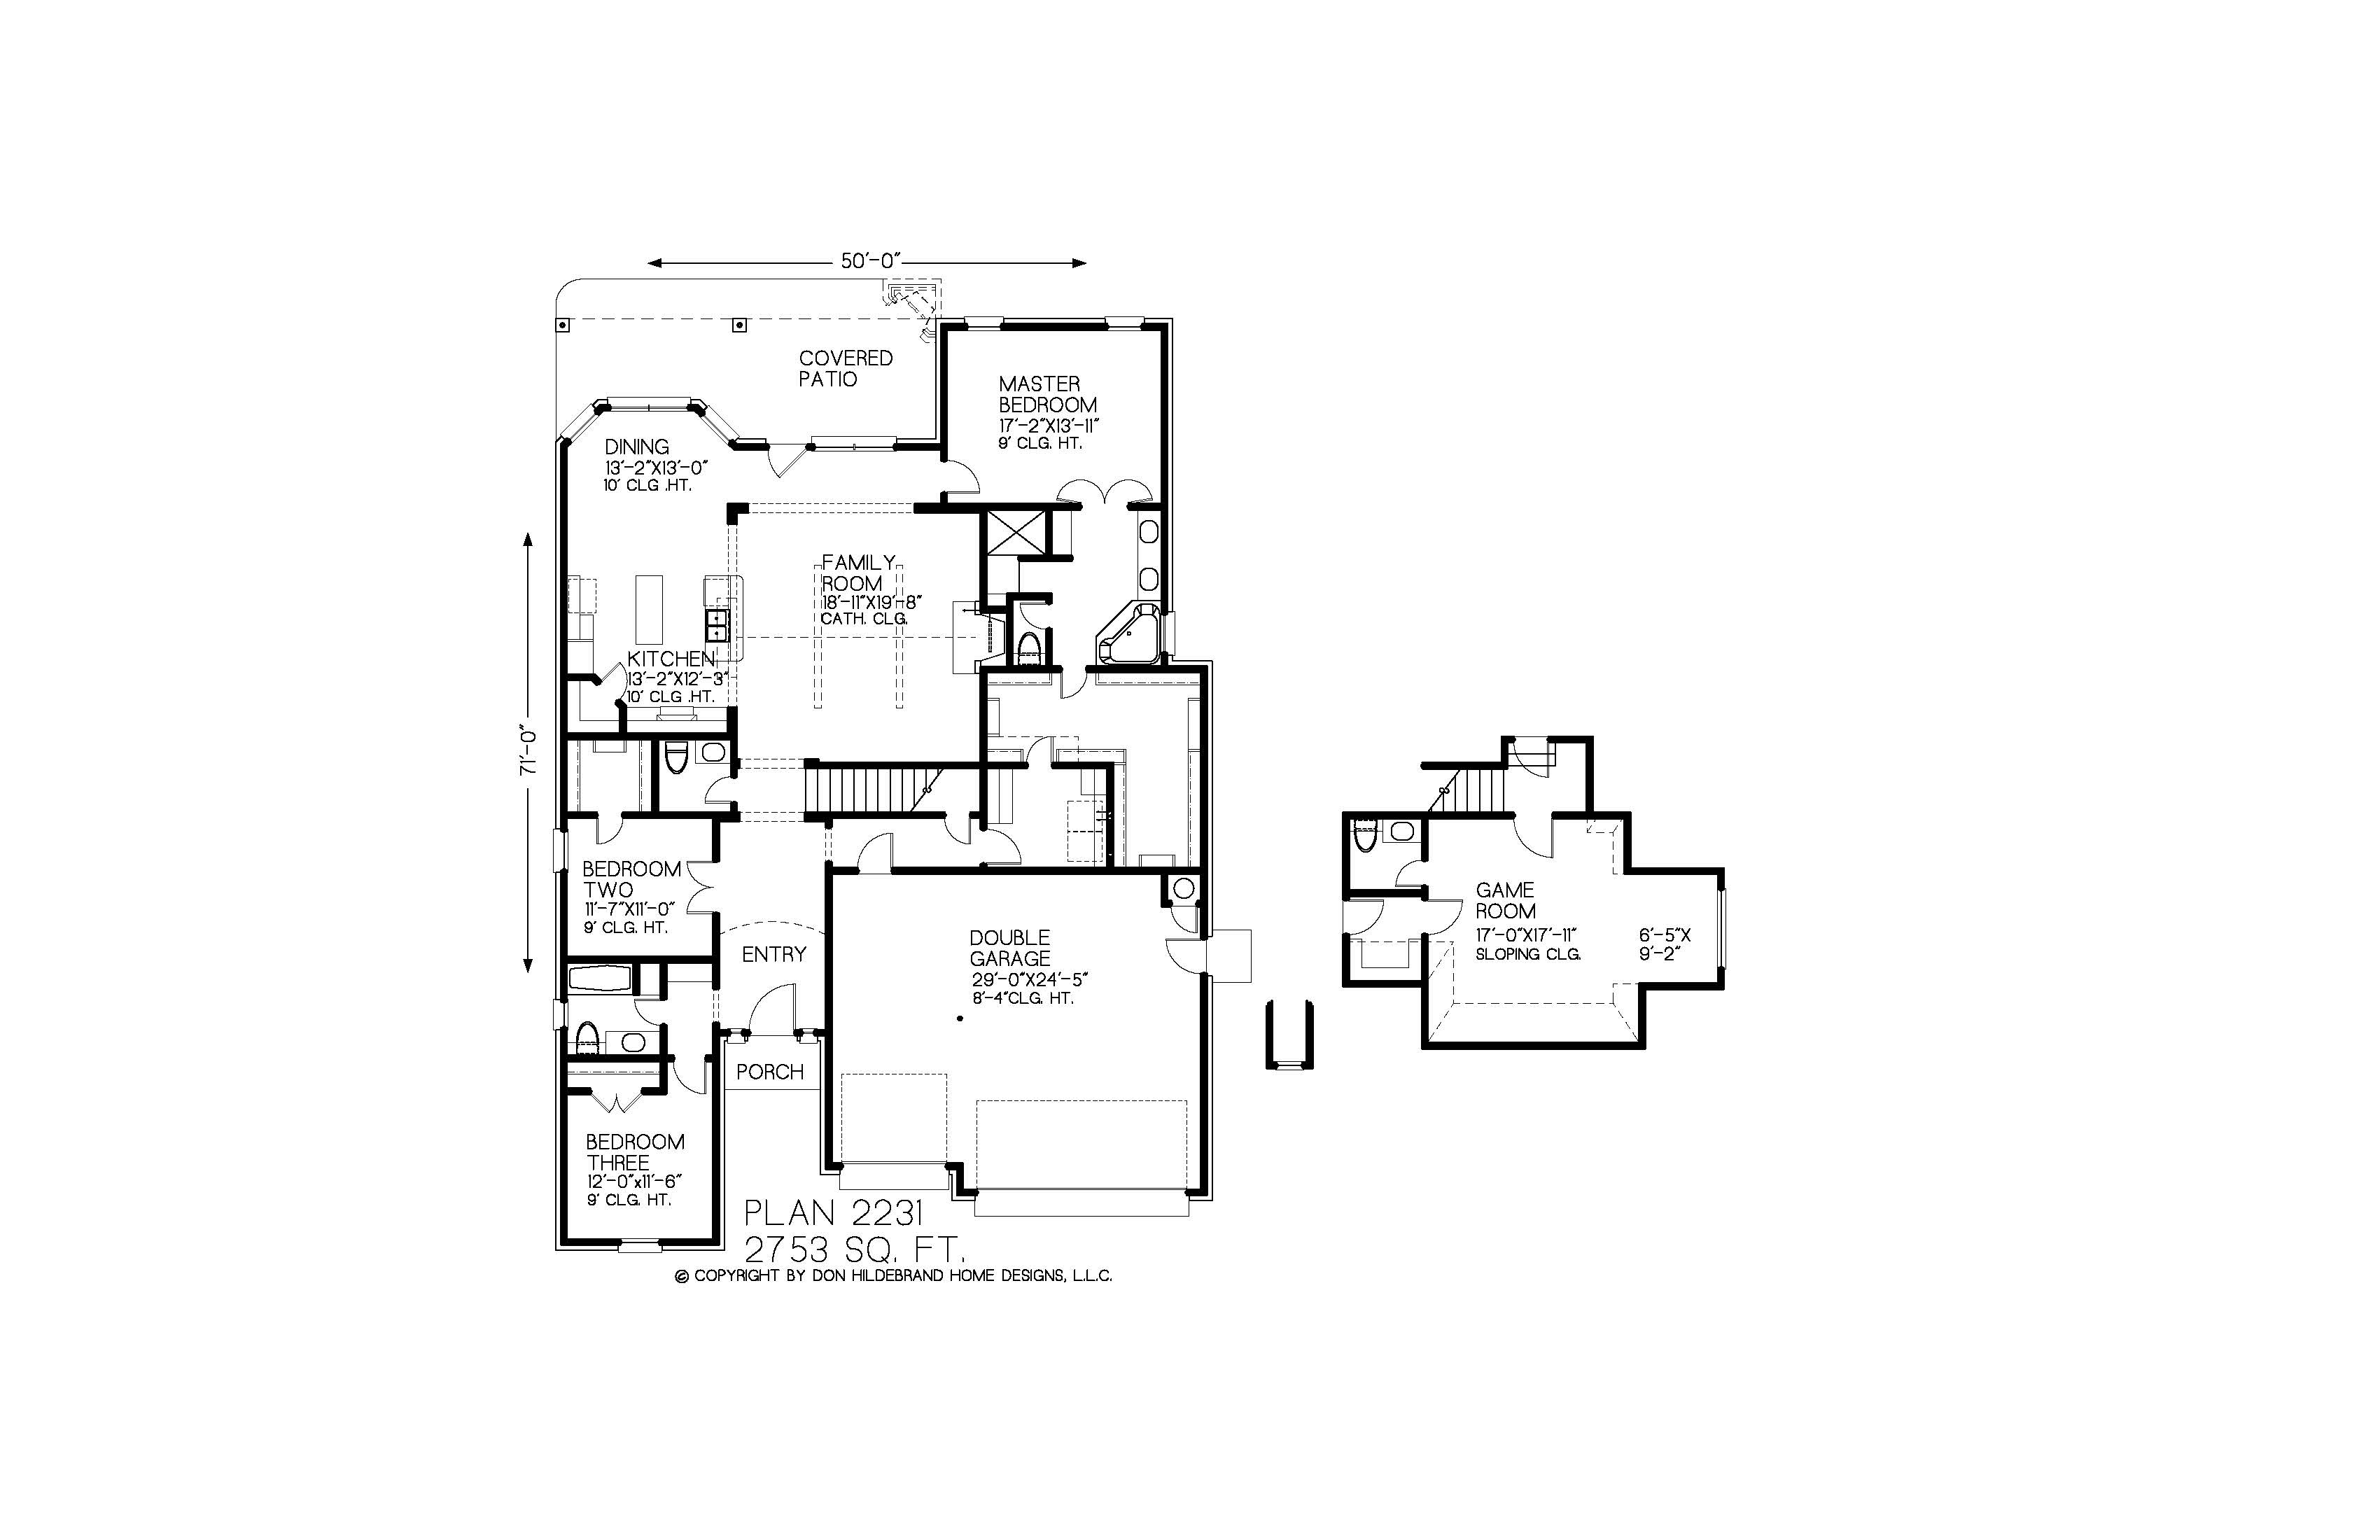 50'-0"
COVERED
PATIO
MASTER
BEDROOM
17'-2"X13'-11"
9' CLG. HT.
DINING
13'-2"X13'-0"
10' CLG .HT.
FAMILY
ROOM
18'-11"X19'-8"
CATH. CLG.
KITCHEN
13'-2"X12'-3"
10' CLG .HT.
71'-0"
BEDROOM
TWO
11'-7"X11'-0"
9' CLG. HT.
ENTRY
DOUBLE
GARAGE
29'-0"X24'-5"
8'-4"CLG. HT.
GAME
ROOM
17'-0"X17'-11"
SLOPING CLG.
6'-5"X
9'-2"
PORCH
BEDROOM
THREE
12'-0"x11'-6"
9' CLG. HT.
PLAN 2231
2753 SQ. FT.
© COPYRIGHT BY DON HILDEBRAND HOME DESIGNS, L.L.C.